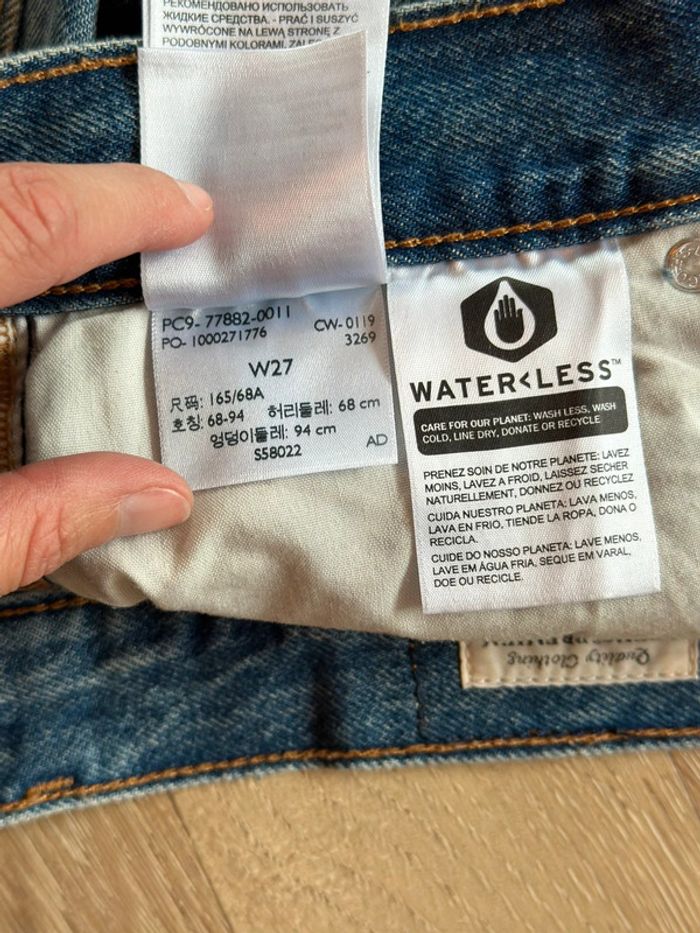 РЕКОМЕНДОВАНО ИСПОЛЬЗОВАТЬ
ЖИДКИЕ СРЕДСТВА. - PRAĆ I SUSZYĆ
WYWRÓCONE NA LEWĄ STRONĘ Z
PODOBNYMI KOLORAMI.
PC9- 77882-0011
PO- 1000271776
CW- 0119
3269
W27
尺码: 165/68A
호칭: 68-94 허리둘레: 68 cm
엉덩이둘레: 94 cm
S58022
AD
WATER<LESS™
CARE FOR OUR PLANET: WASH LESS, WASH
COLD, LINE DRY, DONATE OR RECYCLE
PRENEZ SOIN DE NOTRE PLANETE: LAVEZ
MOINS, LAVEZ A FROID, LAISSEZ SECHER
NATURELLEMENT, DONNEZ OU RECYCLEZ
CUIDA NUESTRO PLANETA: LAVA MENOS,
LAVA EN FRIO, TIENDE LA ROPA, DONA O
RECICLA.
CUIDE DO NOSSO PLANETA: LAVE MENOS,
LAVE EM ÁGUA FRIA, SEQUE EM VARAL,
DOE OU RECICLE.
Quality Clothing